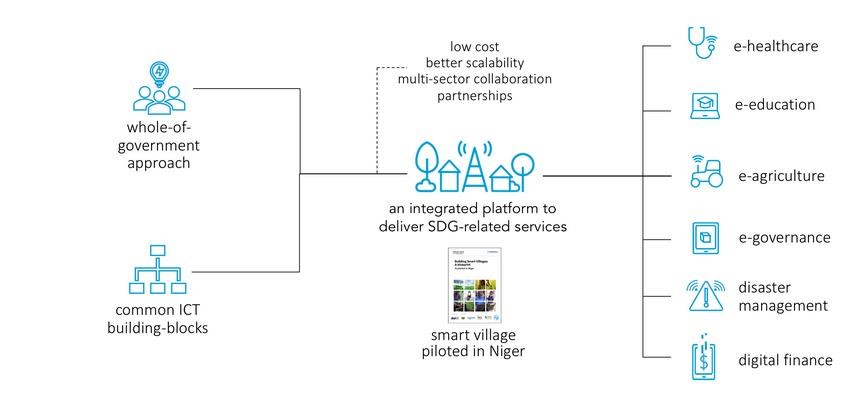 whole-of-
government
approach
common ICT
building-blocks
low cost
better scalability
multi-sector collaboration
partnerships
an integrated platform to
deliver SDG-related services
Building Smart Villages:
A blueprint
smart village
piloted in Niger
e-healthcare
e-education
e-agriculture
e-governance
disaster
management
digital finance